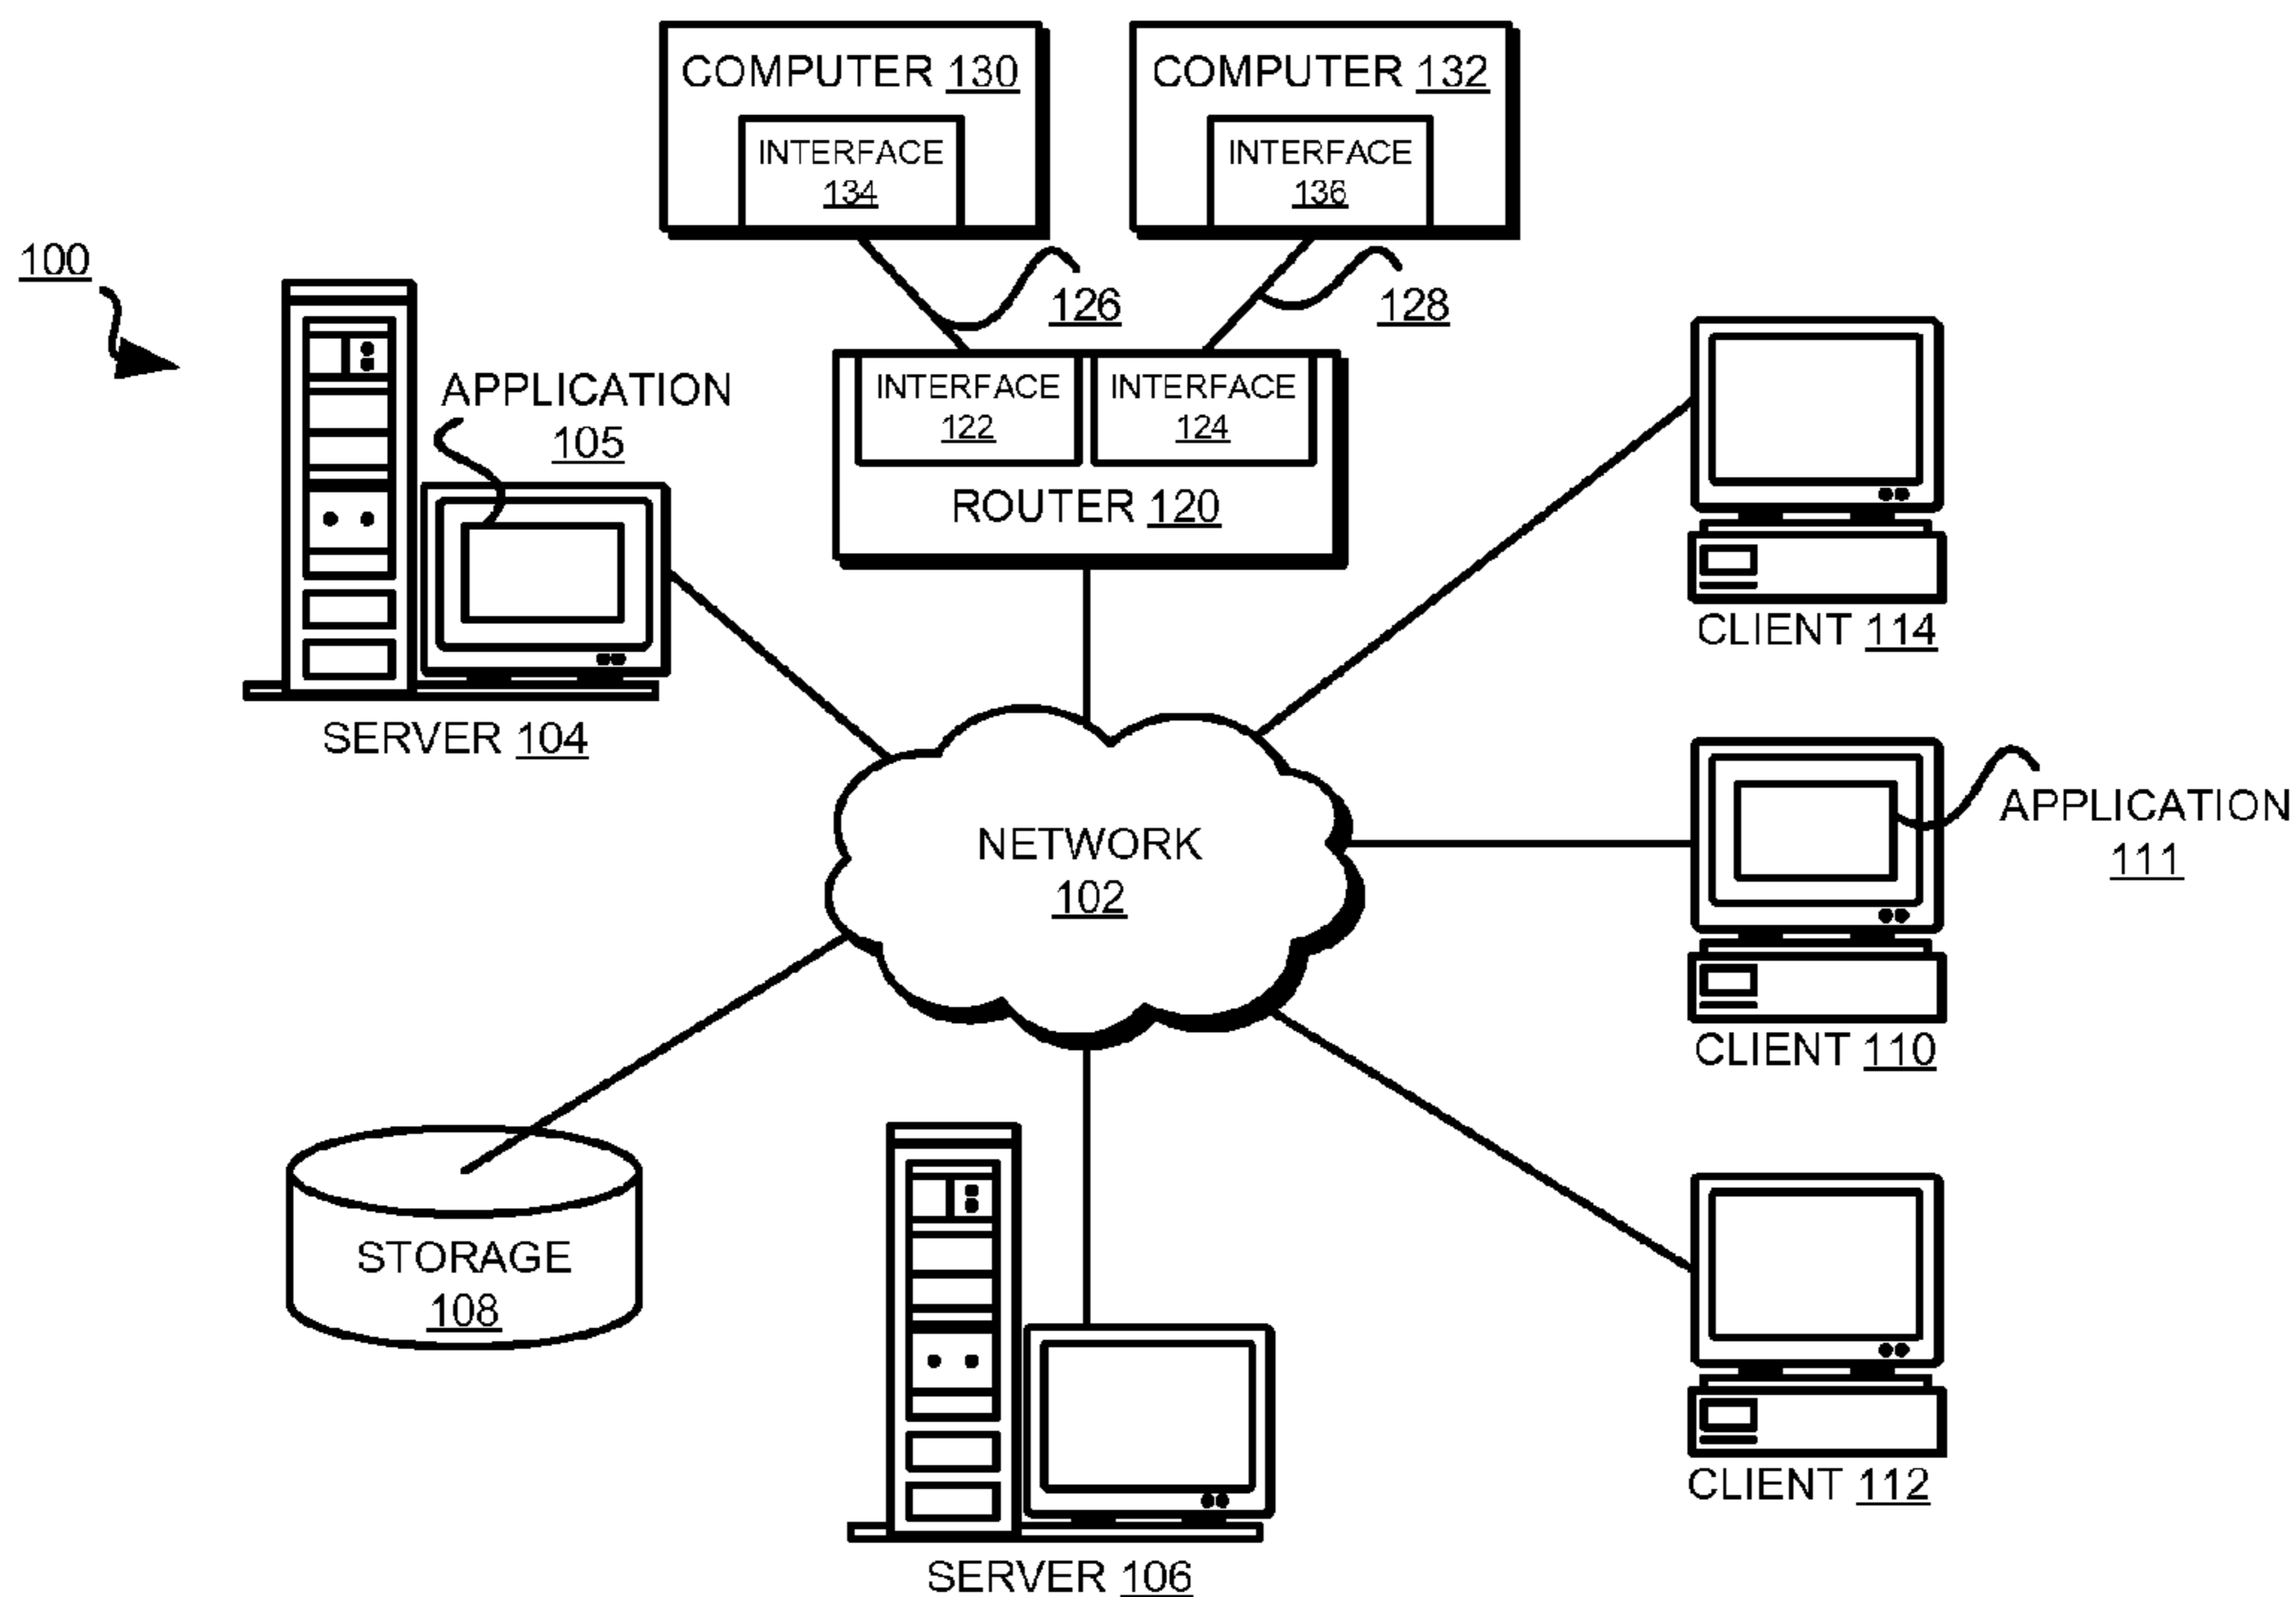 COMPUTER 130
INTERFACE
134
COMPUTER 132
INTERFACE
136
100
126
128
APPLICATION
105
INTERFACE
122
INTERFACE
124
ROUTER 120
CLIENT 114
SERVER 104
NETWORK
102
APPLICATION
111
CLIENT 110
STORAGE
108
CLIENT 112
SERVER 106